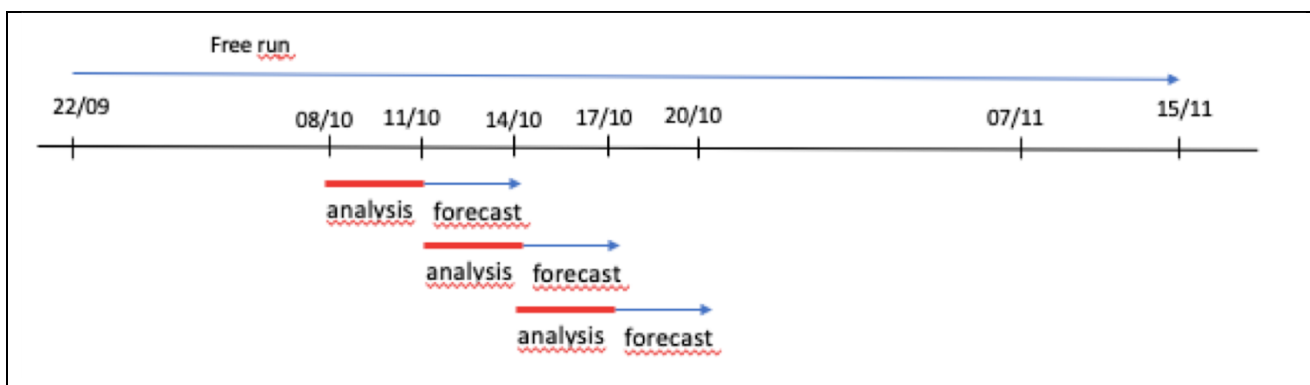 Free run
22/09 08/10 11/10 14/10 17/10 20/10 07/11 15/11
analysis forecast
analysis forecast
analysis forecast